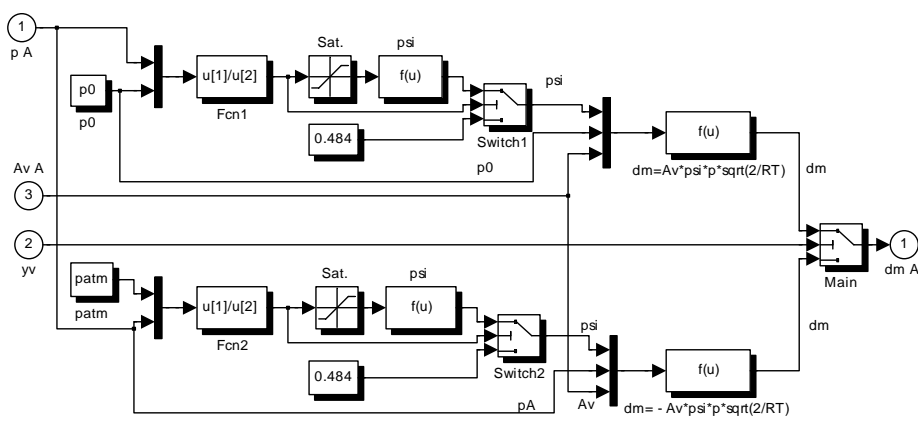 1
p A
p0
p0
u[1]/u[2]
Fcn1
Sat.
psi
f(u)
0.484
psi
Switch1
p0
f(u)
dm=Av*psi*p*sqrt(2/RT)
dm
Av A
3
2
yv
Main
1
dm A
patm
patm
u[1]/u[2]
Fcn2
Sat.
psi
f(u)
0.484
psi
Switch2
pA
Av
f(u)
dm= - Av*psi*p*sqrt(2/RT)
dm